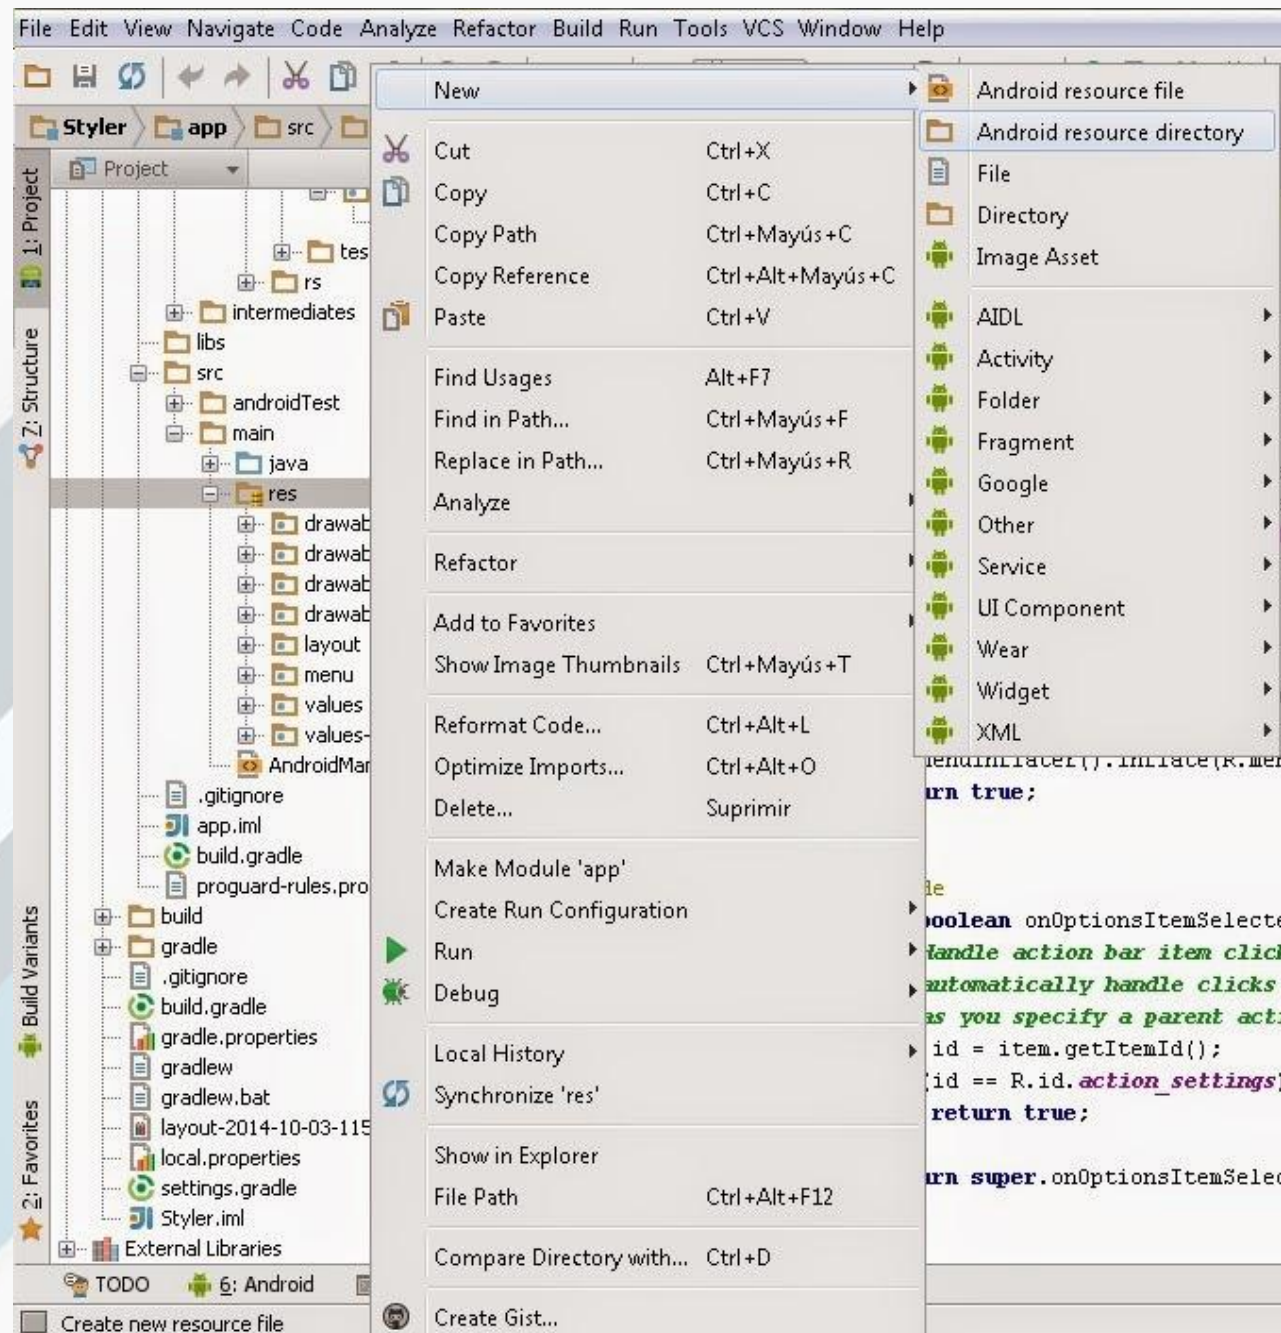 File Edit View Navigate Code Analyze Refactor Build Run Tools VCS Window Help
Styler app src
1: Project
7: Structure
Build Variants
2: Favorites
Project
tes
rs
intermediates
libs
src
androidTest
main
java
res
drawab
drawab
drawab
drawab
layout
menu
values
values-
AndroidMar
.gitignore
app.iml
build.gradle
proguard-rules.pro
build
gradle
.gitignore
build.gradle
gradle.properties
gradlew
gradlew.bat
layout-2014-10-03-115
local.properties
settings.gradle
Styler.iml
External Libraries
TODO 6: Android
Create new resource file
New
Cut Ctrl+X
Copy Ctrl+C
Copy Path Ctrl+Mayús+C
Copy Reference Ctrl+Alt+Mayús+C
Paste Ctrl+V
Find Usages Alt+F7
Find in Path... Ctrl+Mayús+F
Replace in Path... Ctrl+Mayús+R
Analyze
Refactor
Add to Favorites
Show Image Thumbnails Ctrl+Mayús+T
Reformat Code... Ctrl+Alt+L
Optimize Imports... Ctrl+Alt+O
Delete... Suprimir
Make Module 'app'
Create Run Configuration
Run
Debug
Local History
Synchronize 'res'
Show in Explorer
File Path Ctrl+Alt+F12
Compare Directory with... Ctrl+D
Create Gist...
Android resource file
Android resource directory
File
Directory
Image Asset
AIDL
Activity
Folder
Fragment
Google
Other
Service
UI Component
Wear
Widget
XML
enuInflater().inflate(R.men
urn true;
de
boolean onOptionsItemSelecte
Handle action bar item click
automatically handle clicks
as you specify a parent acti
id = item.getItemId();
(id == R.id.action_settings)
return true;
urn super.onOptionsItemSelec